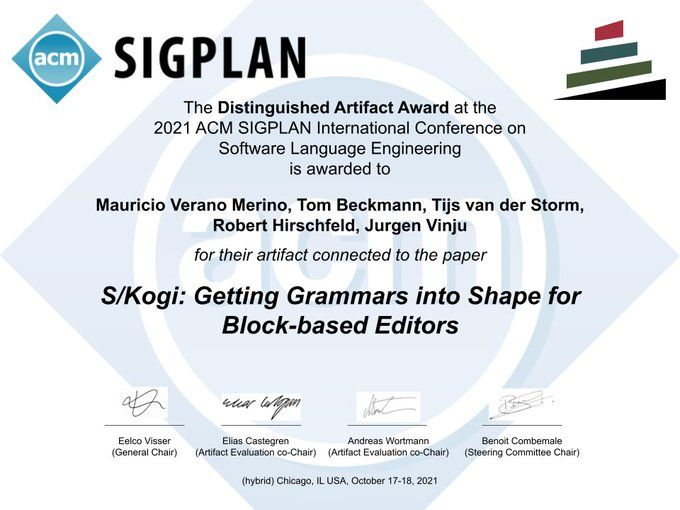 acm SIGPLAN
The Distinguished Artifact Award at the
2021 ACM SIGPLAN International Conference on
Software Language Engineering
is awarded to
Mauricio Verano Merino, Tom Beckmann, Tijs van der Storm,
Robert Hirschfeld, Jurgen Vinju
for their artifact connected to the paper
S/Kogi: Getting Grammars into Shape for
Block-based Editors
Eelco Visser
(General Chair)
Elias Castegren
(Artifact Evaluation co-Chair)
Andreas Wortmann
(Artifact Evaluation co-Chair)
Benoit Combemale
(Steering Committee Chair)
(hybrid) Chicago, IL USA, October 17-18, 2021
acm